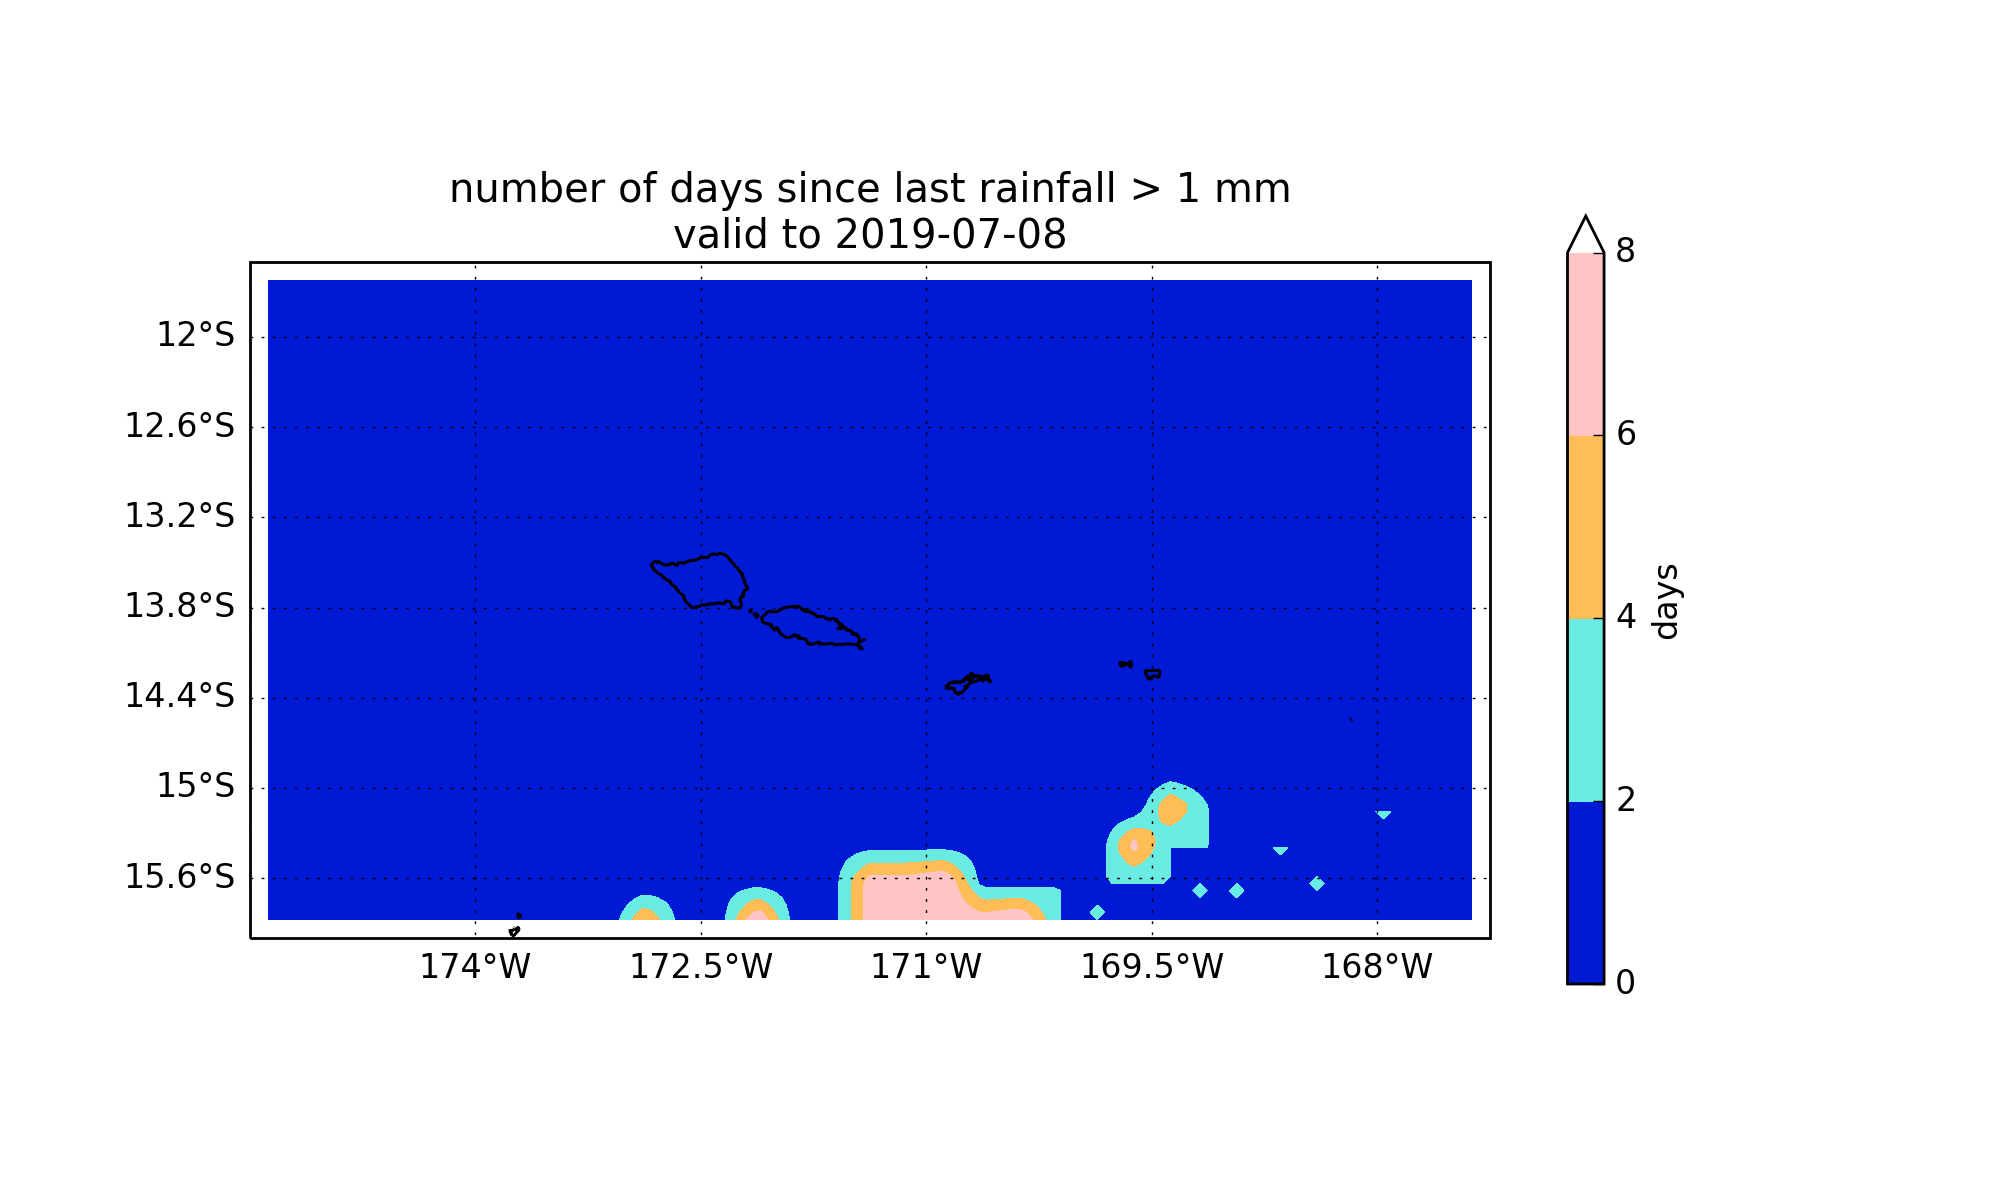 number of days since last rainfall > 1 mm
valid to 2019-07-08
12°S
12.6°S
13.2°S
13.8°S
14.4°S
15°S
15.6°S
174°W 172.5°W 171°W 169.5°W 168°W
8
6
4
2
0
days